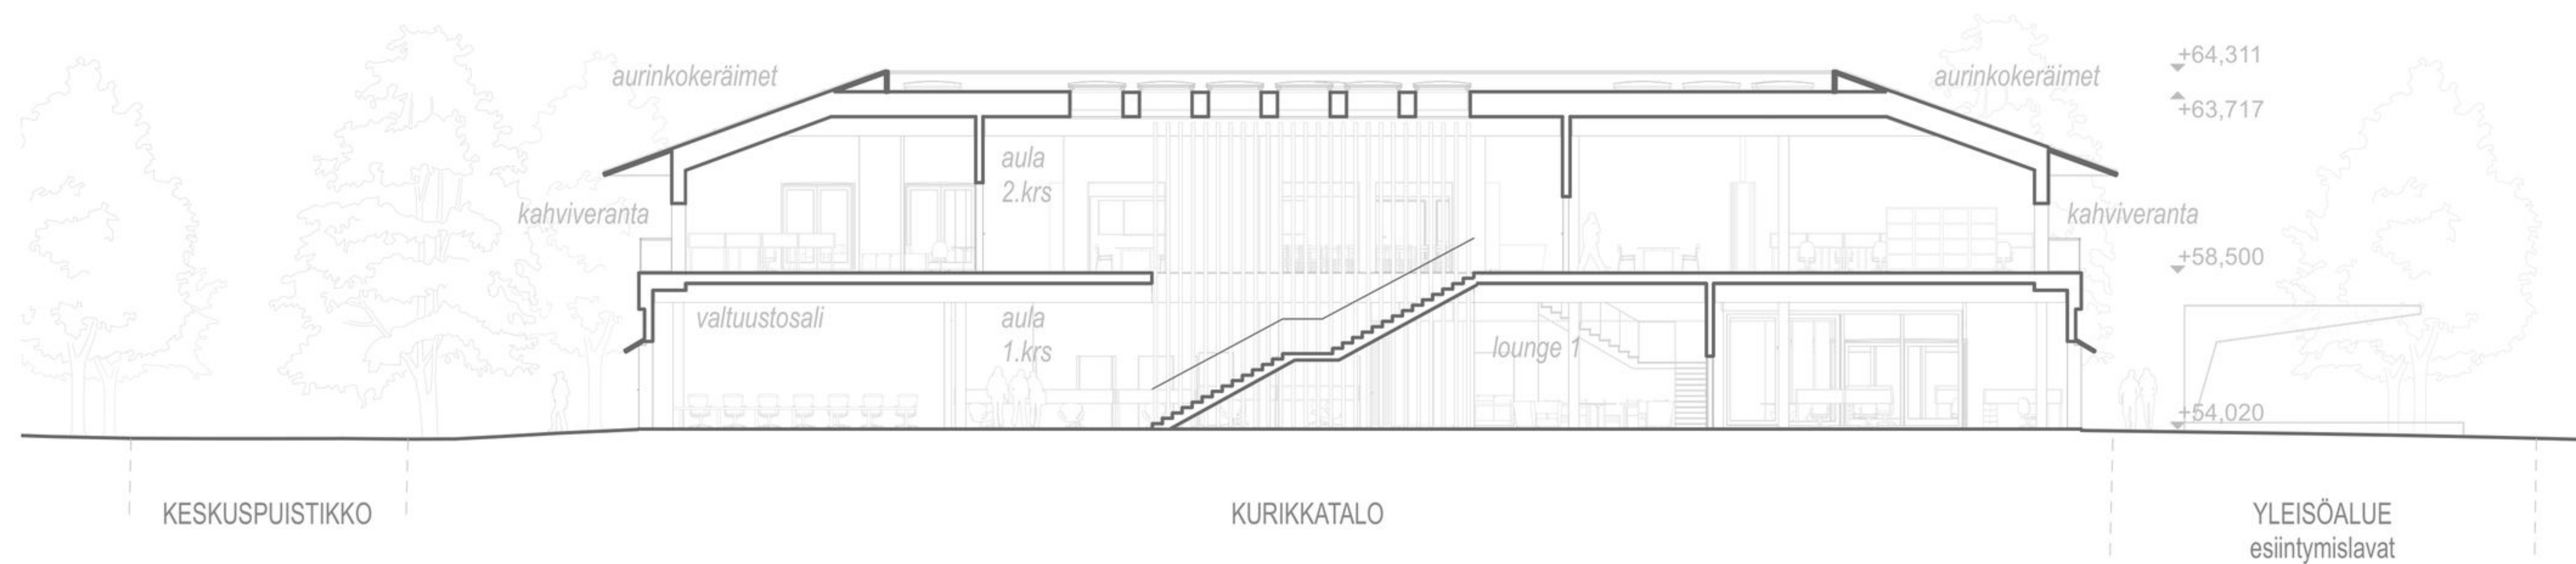 aurinkokeräimet
aurinkokeräimet
+64,311
+63,717
aula
2.krs
kahviveranta
kahviveranta
+58,500
valtuustosali
aula
1.krs
lounge 1
+54,020
KESKUSPUISTIKKO
KURIKKATALO
YLEISÖALUE
esiintymislavat